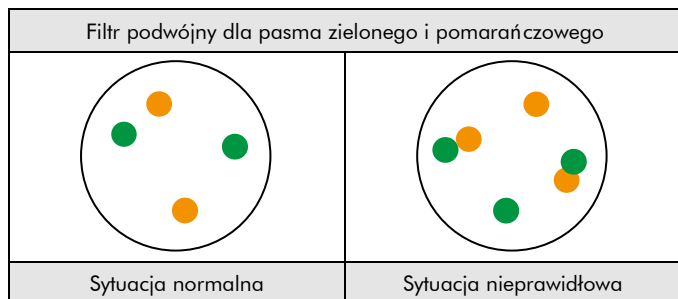 Filtr podwójny dla pasma zielonego i pomarańczowego
Sytuacja normalna
Sytuacja nieprawidłowa